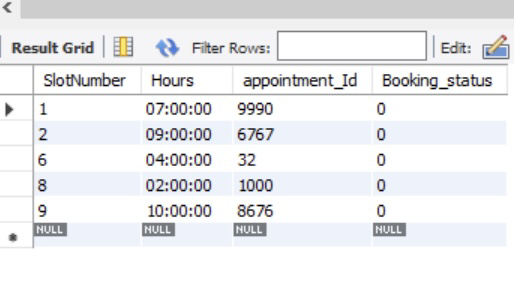 Result Grid Filter Rows: Edit:
SlotNumber Hours appointment_Id Booking_status
1 07:00:00 9990 0
2 09:00:00 6767 0
6 04:00:00 32 0
8 02:00:00 1000 0
9 10:00:00 8676 0
NULL NULL NULL NULL